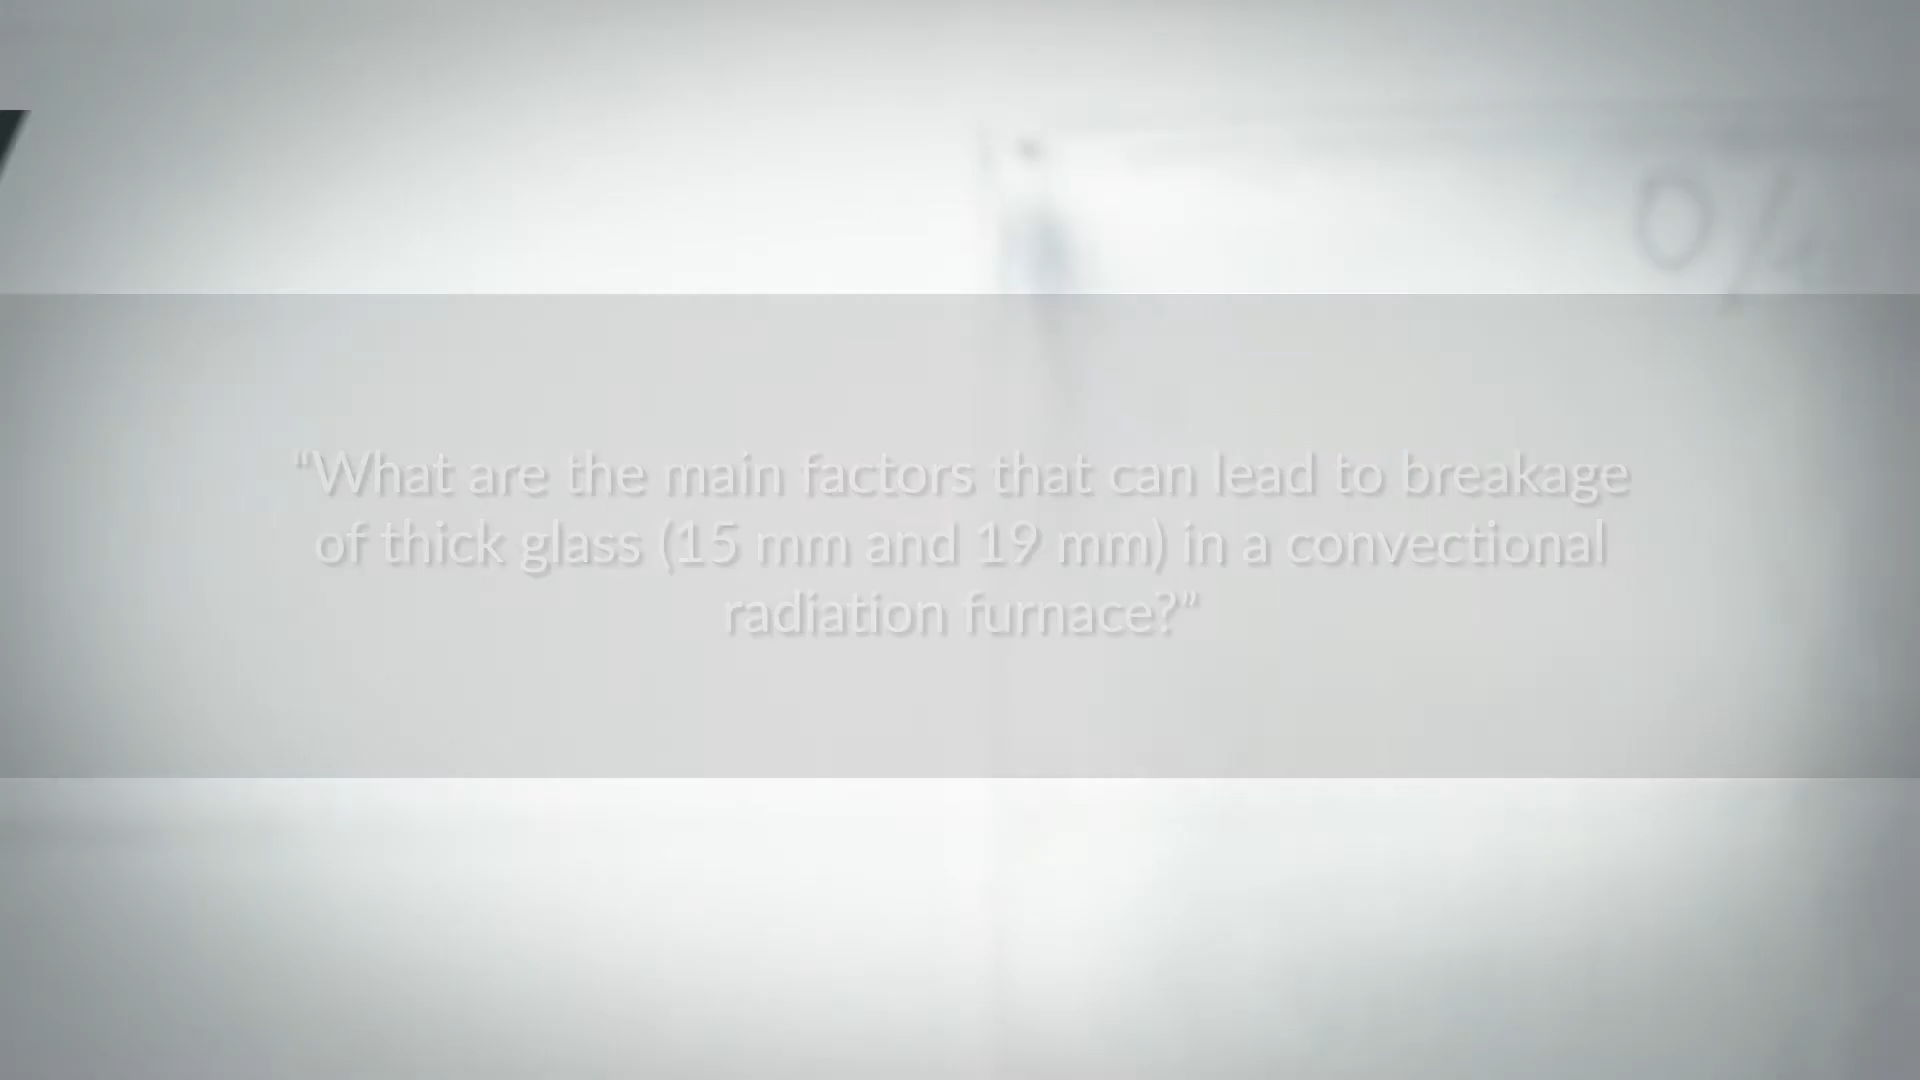 “What are the main factors that can lead to breakage
of thick glass (15 mm and 19 mm) in a convectional
radiation furnace?”